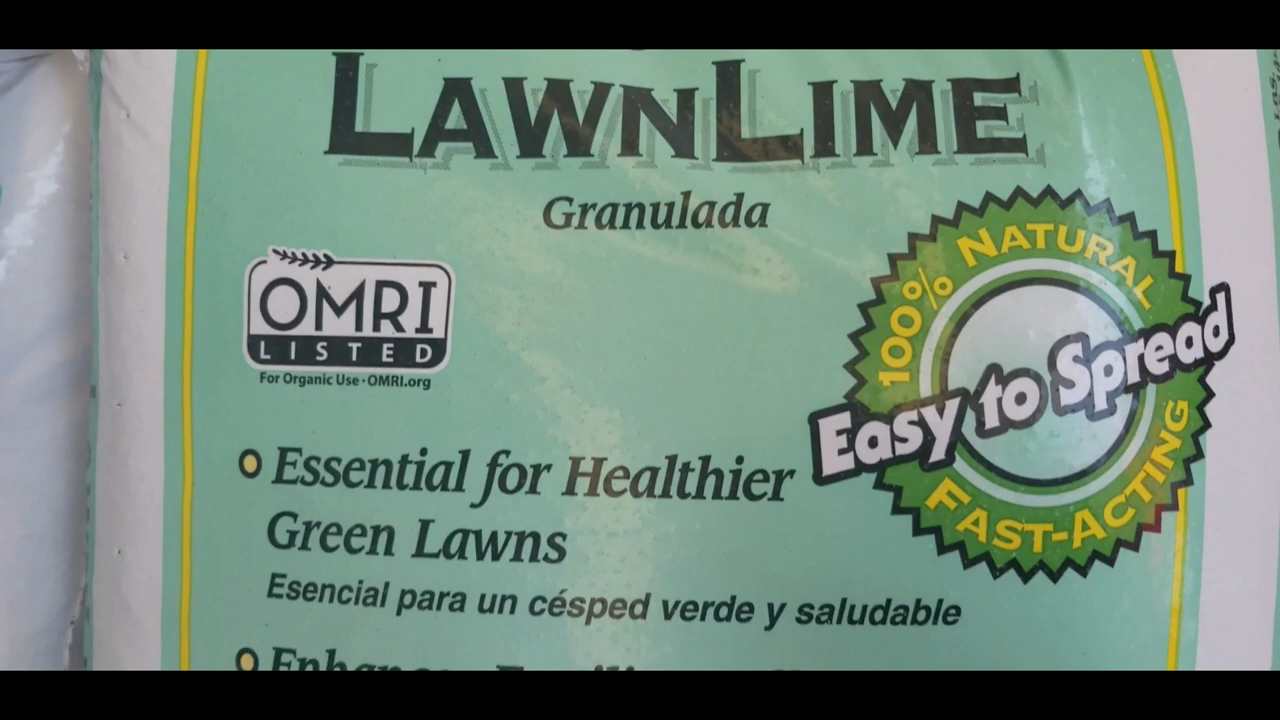 LAWNLIME
Granulada
100% NATURAL
Easy to Spread
FAST-ACTING
OMRI
LISTED
For Organic Use • OMRI.org
Essential for Healthier
Green Lawns
Esencial para un césped verde y saludable